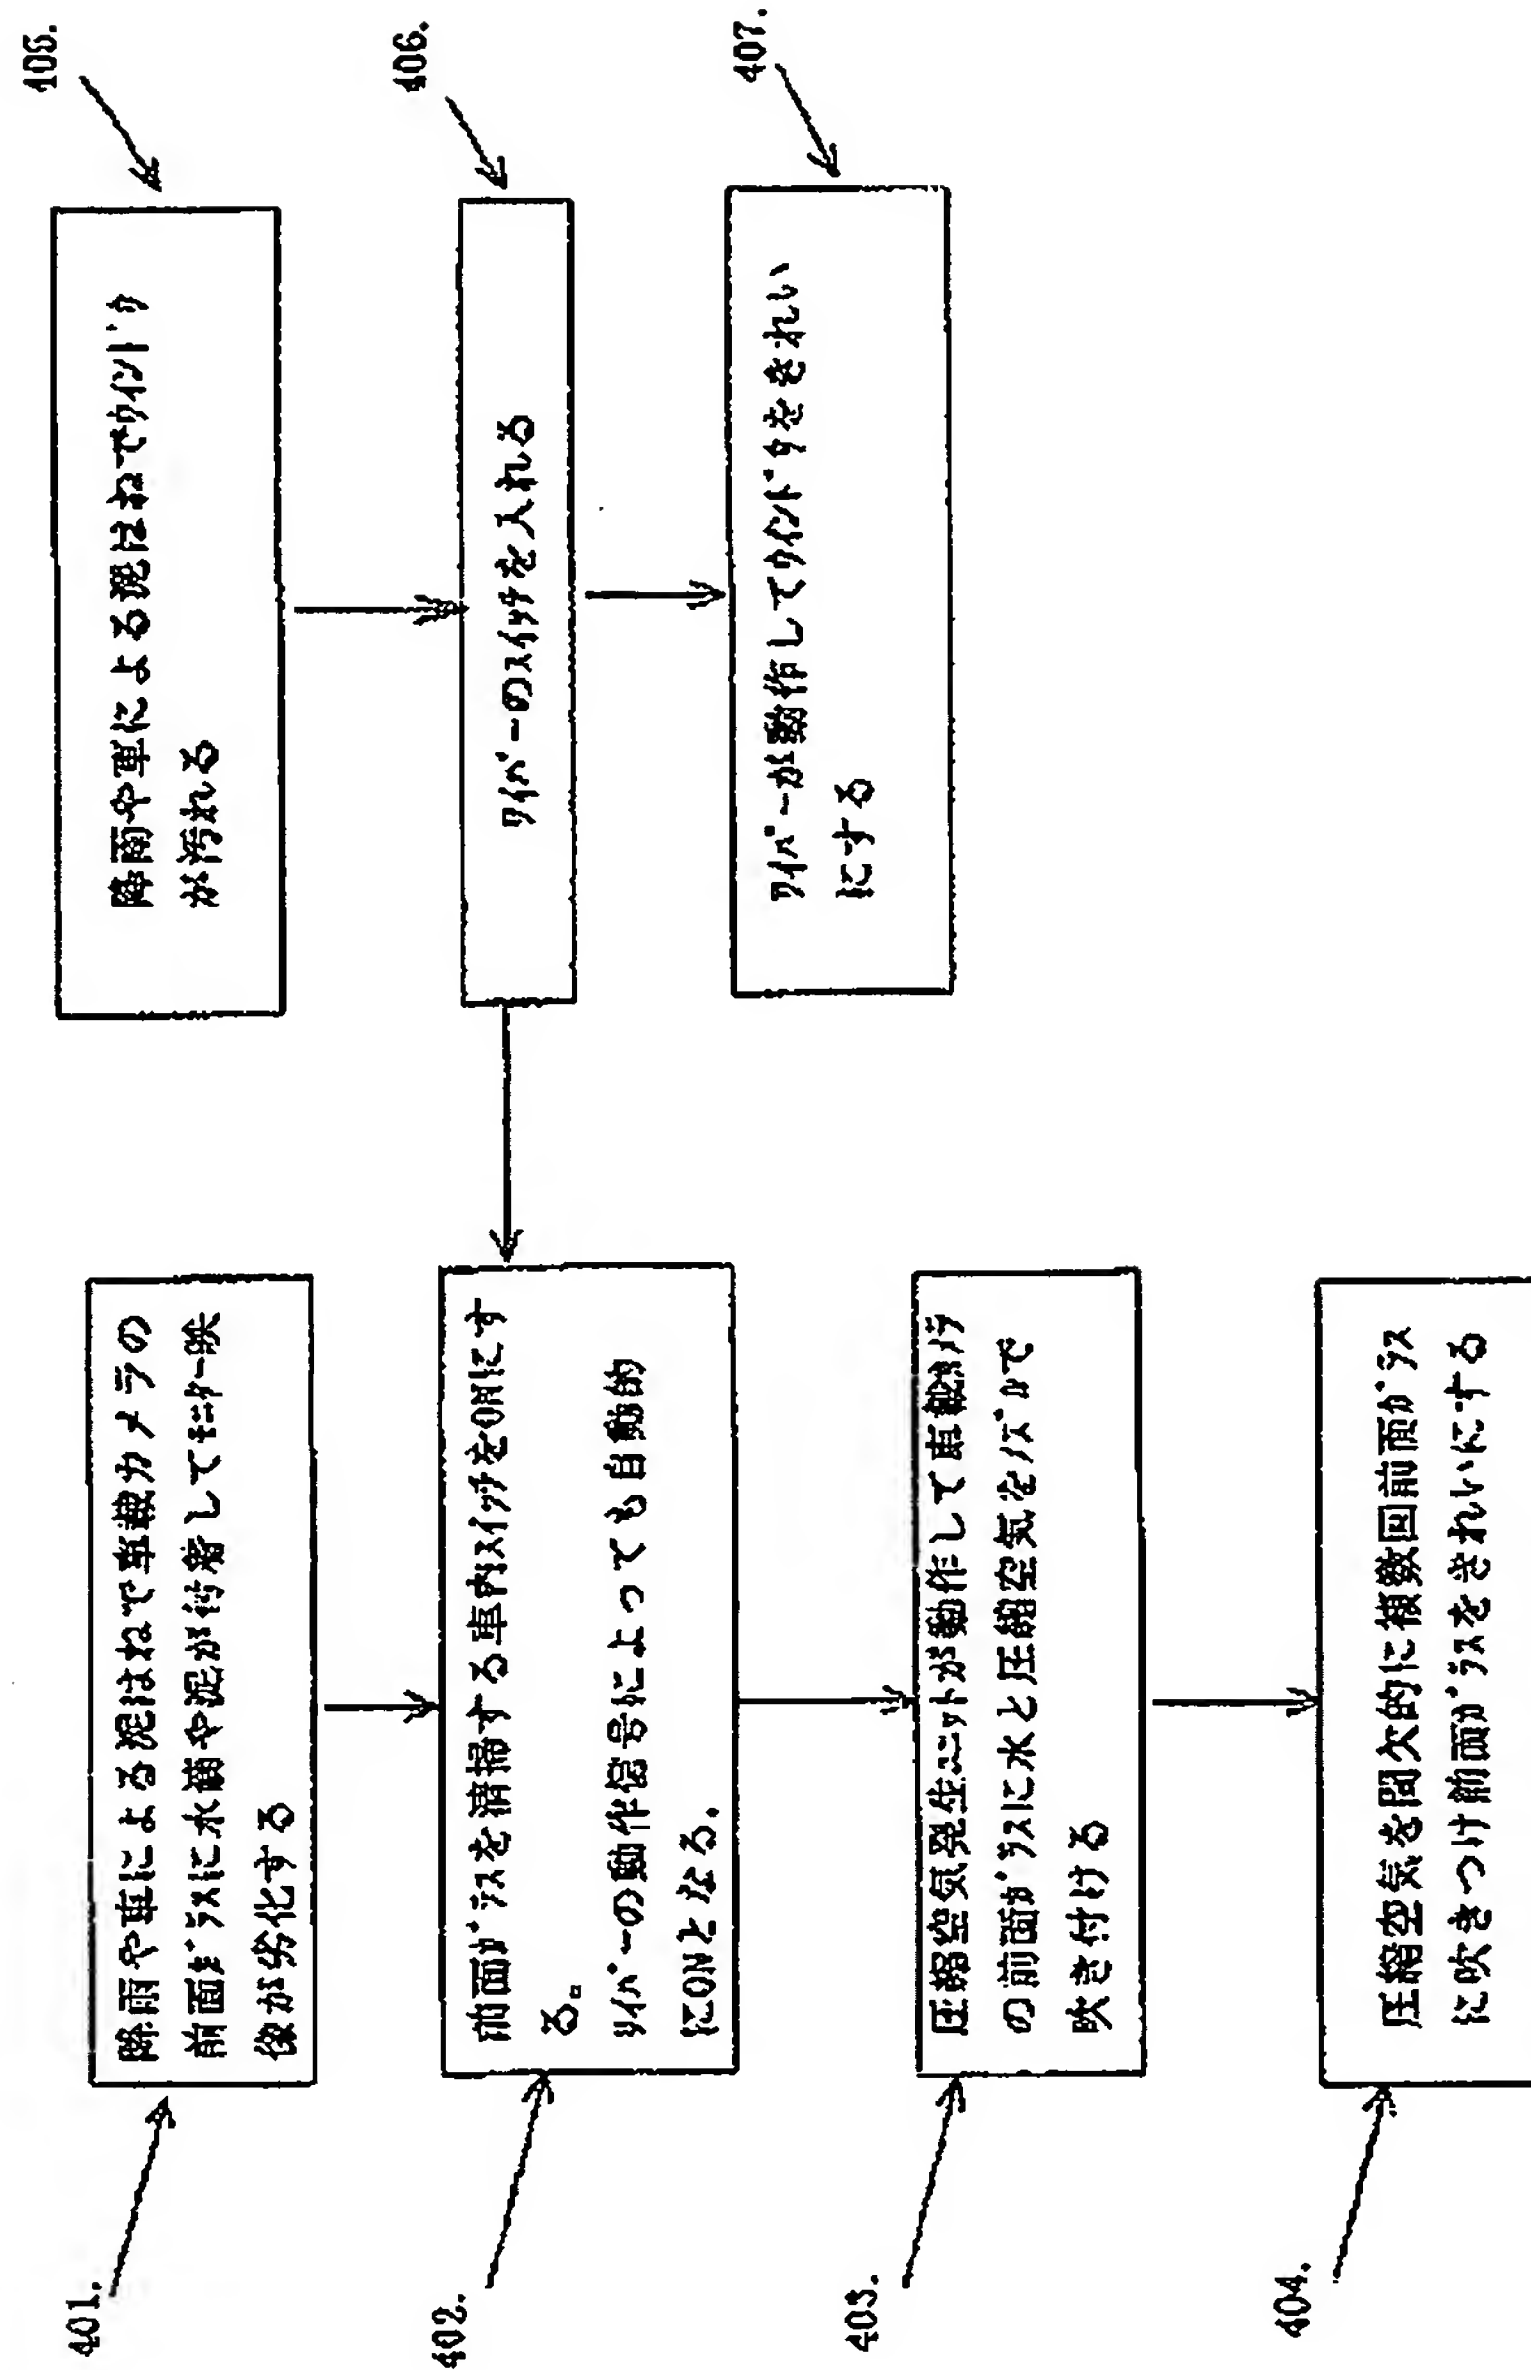 401.
降雨や車による泥はねで車載カメラの
前面ｶﾞﾗｽに水滴や泥が付着してﾓﾆﾀｰ映
像が劣化する
402.
前面ｶﾞﾗｽを清掃する車内ｽｲｯﾁをONにす
る。
ﾜｲﾊﾟｰの動作信号によっても自動的
にONとなる。
403.
圧縮空気発生ﾕﾆｯﾄが動作して車載ｶﾒﾗ
の前面ｶﾞﾗｽに水と圧縮空気をﾉｽﾞﾙで
吹き付ける
404.
圧縮空気を間欠的に複数回前面ｶﾞﾗｽ
に吹きつけ前面ｶﾞﾗｽをきれいにする
405.
降雨や車による泥はねでｳｲﾝﾄﾞｳ
が汚れる
406.
ﾜｲﾊﾟｰのｽｲｯﾁを入れる
407.
ﾜｲﾊﾟｰが動作してｳｲﾝﾄﾞｳをきれい
にする